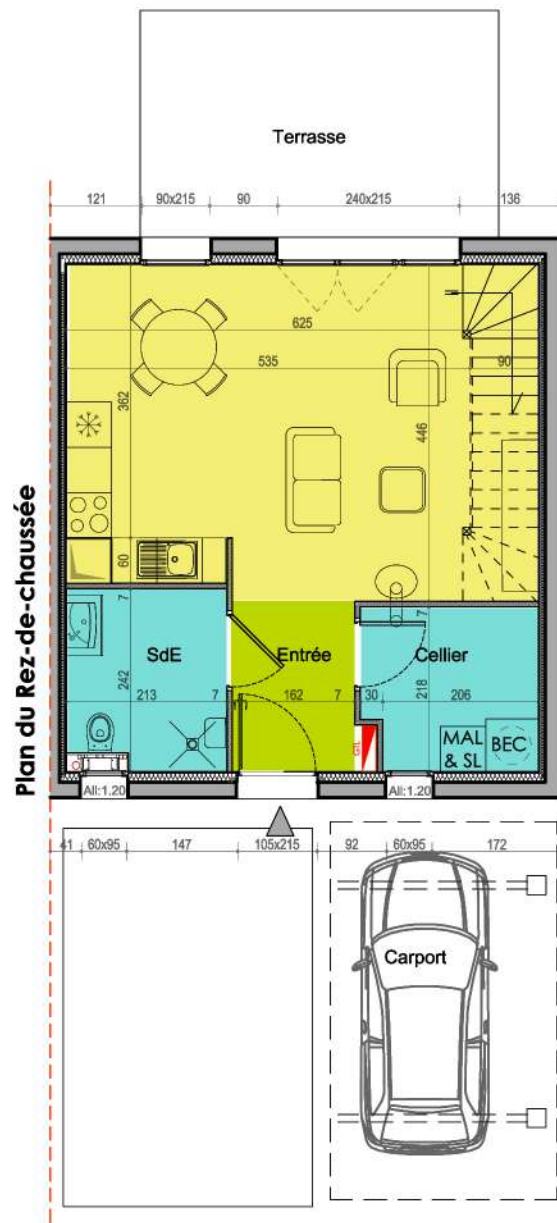 Terrasse
121 90x215 90 240x215 136
625
535 90
362
446
60
Plan du Rez-de-chaussée
7
7
SdE Entrée Cellier
242
218
213 7 162 7 30 206
GTL
MAL
& SL
BEC
All:1.20 All:1.20
41 60x95 147 105x215 92 60x95 172
Carport